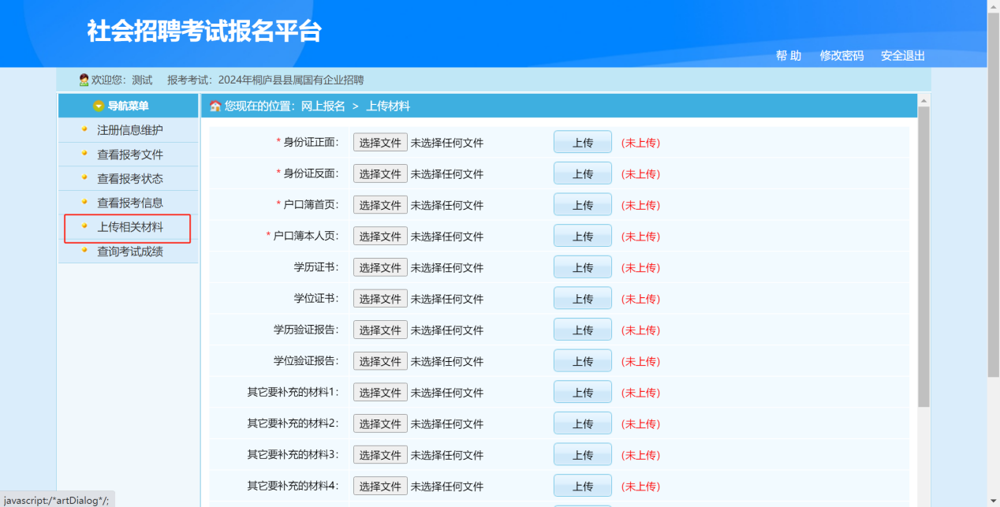 社会招聘考试报名平台
帮 助 修改密码 安全退出
欢迎您：测试 报考考试：2024年桐庐县县属国有企业招聘
导航菜单
注册信息维护
查看报考文件
查看报考状态
查看报考信息
上传相关材料
查询考试成绩
您现在的位置：网上报名 > 上传材料
* 身份证正面： 选择文件 未选择任何文件 上传 (未上传)
* 身份证反面： 选择文件 未选择任何文件 上传 (未上传)
* 户口簿首页： 选择文件 未选择任何文件 上传 (未上传)
* 户口簿本人页： 选择文件 未选择任何文件 上传 (未上传)
学历证书： 选择文件 未选择任何文件 上传 (未上传)
学位证书： 选择文件 未选择任何文件 上传 (未上传)
学历验证报告： 选择文件 未选择任何文件 上传 (未上传)
学位验证报告： 选择文件 未选择任何文件 上传 (未上传)
其它要补充的材料1： 选择文件 未选择任何文件 上传 (未上传)
其它要补充的材料2： 选择文件 未选择任何文件 上传 (未上传)
其它要补充的材料3： 选择文件 未选择任何文件 上传 (未上传)
其它要补充的材料4： 选择文件 未选择任何文件 上传 (未上传)
javascript:/*artDialog*/;